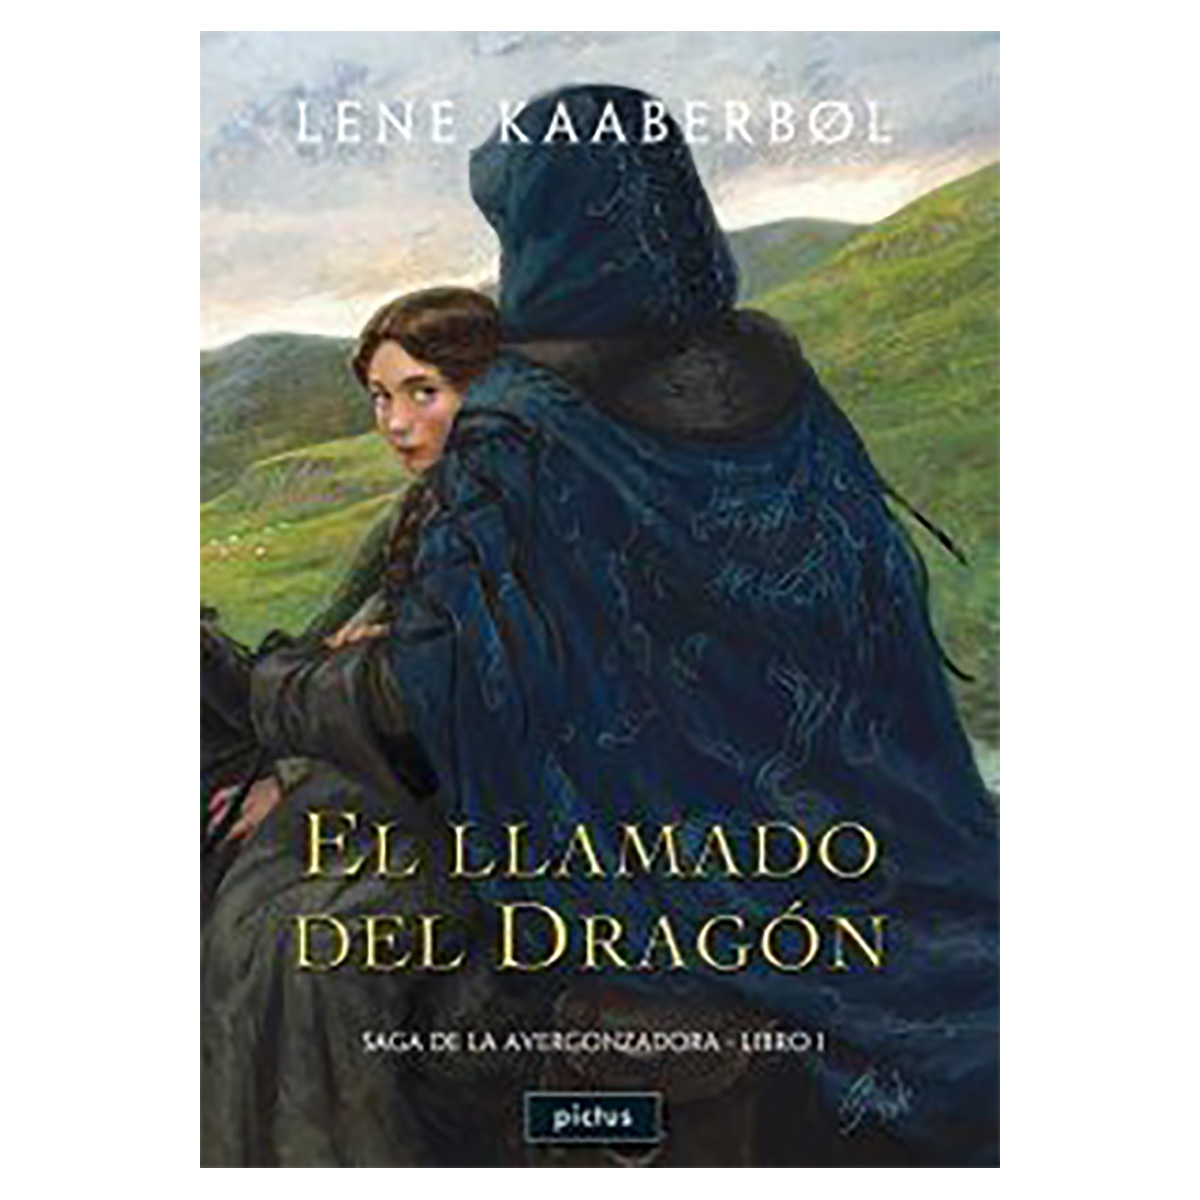 LENE KAABERBØL
EL LLAMADO
DEL DRAGÓN
SAGA DE LA AVERGONZADORA - LIBRO I
pictus